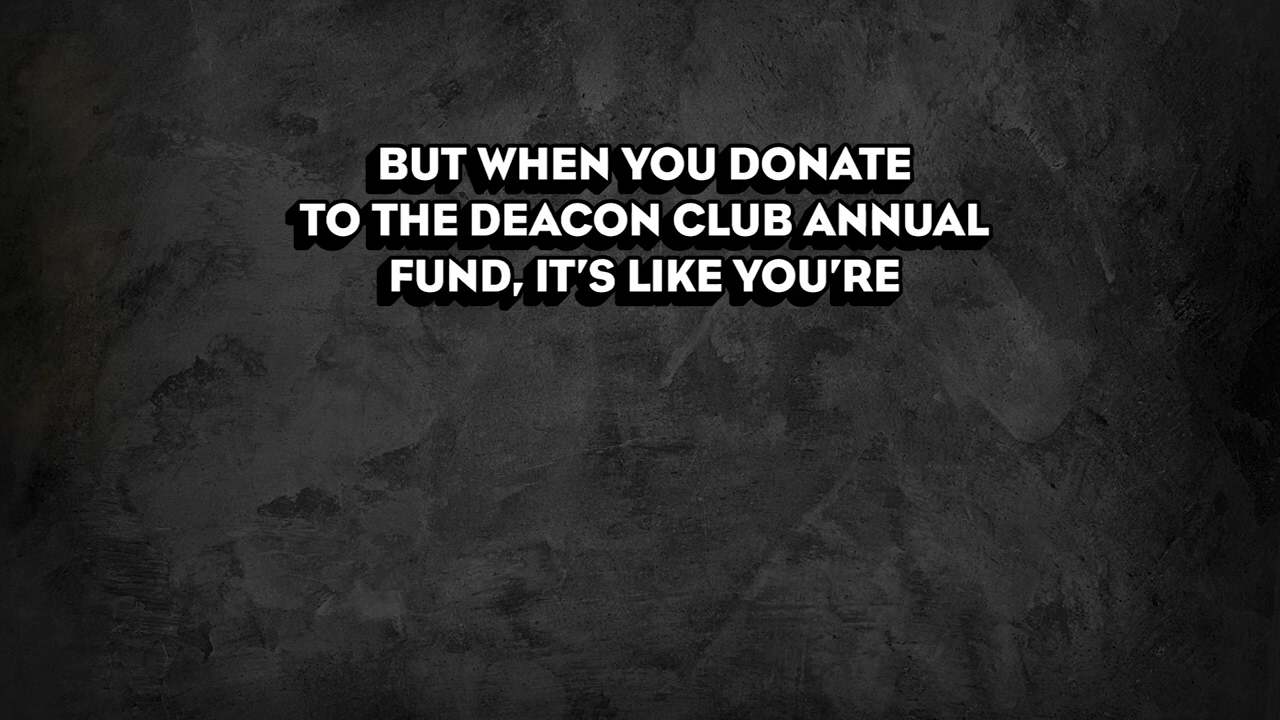 BUT WHEN YOU DONATE
TO THE DEACON CLUB ANNUAL
FUND, IT'S LIKE YOU'RE